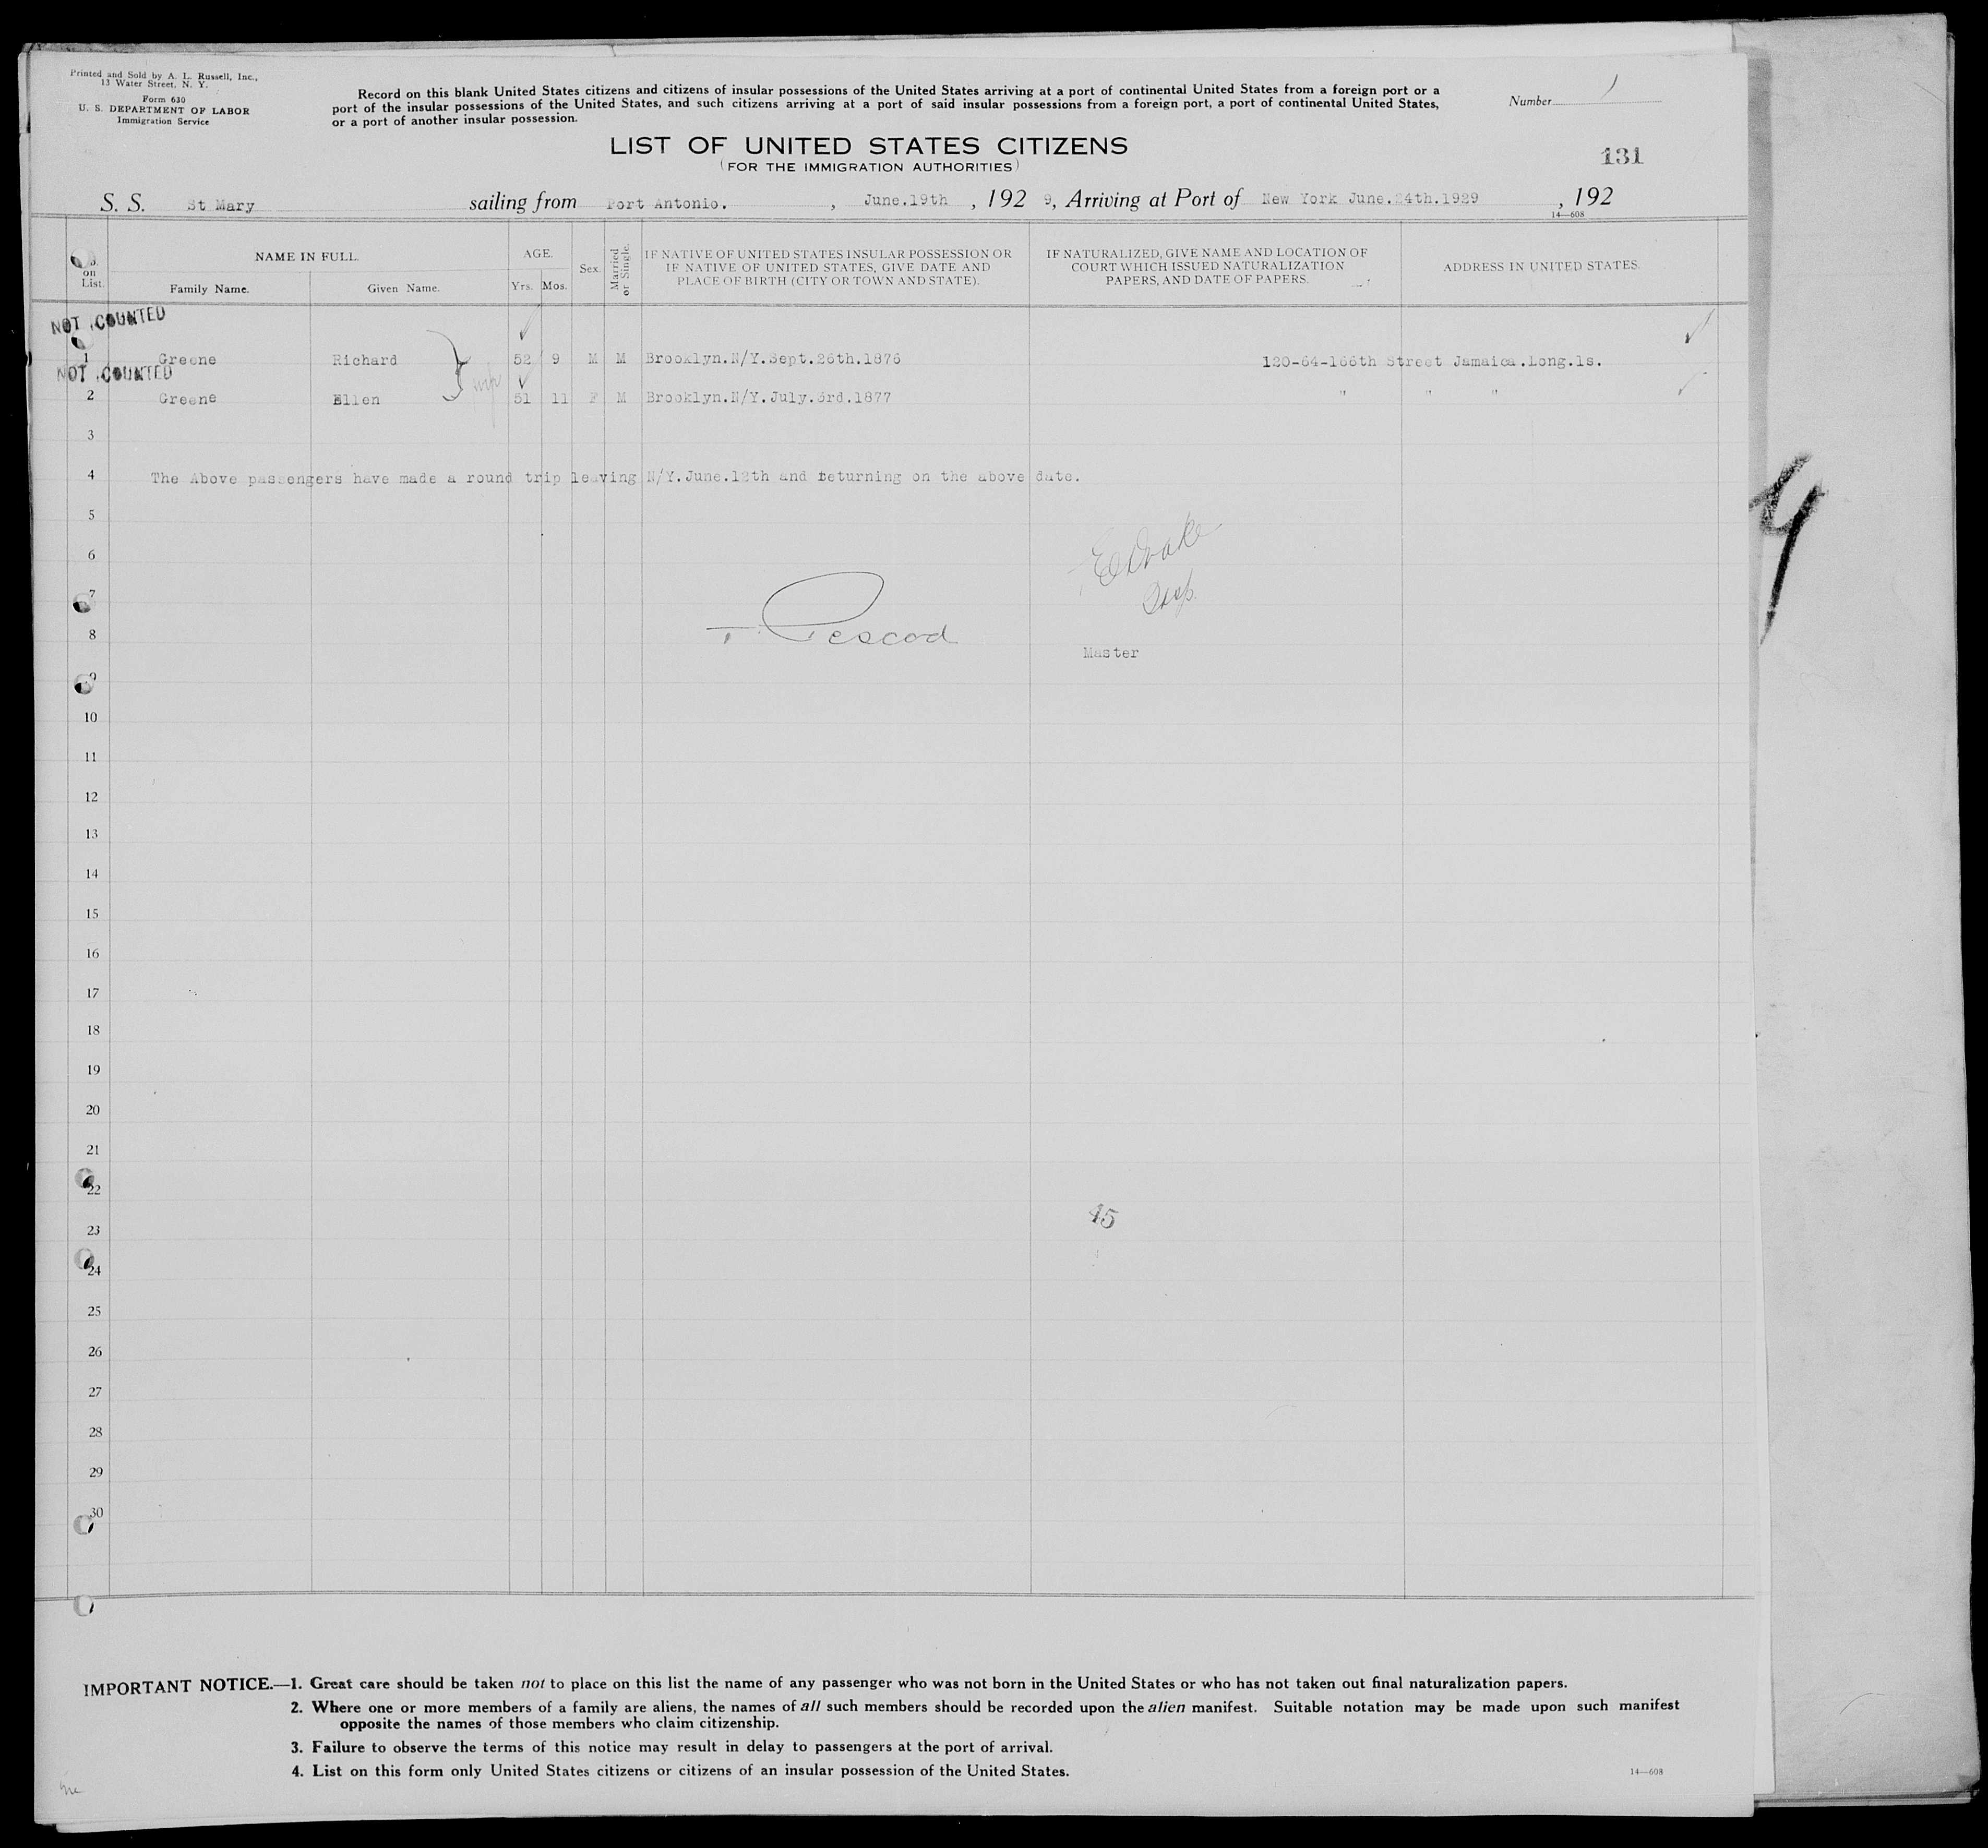 Printed and Sold by A. L. Russell, Inc.,
13 Water Street, N. Y.
Form 630
U. S. DEPARTMENT OF LABOR
Immigration Service
Record on this blank United States citizens and citizens of insular possessions of the United States arriving at a port of continental United States from a foreign port or a
port of the insular possessions of the United States, and such citizens arriving at a port of said insular possessions from a foreign port, a port of continental United States,
or a port of another insular possession.
Number 1
LIST OF UNITED STATES CITIZENS
(FOR THE IMMIGRATION AUTHORITIES)
131
S. S. St Mary sailing from Port Antonio. , June.19th , 192 9, Arriving at Port of New York June.24th.1929 , 192
14—608
on List. NAME IN FULL. AGE. Sex. Married or Single. IF NATIVE OF UNITED STATES INSULAR POSSESSION OR IF NATIVE OF UNITED STATES, GIVE DATE AND PLACE OF BIRTH (CITY OR TOWN AND STATE). IF NATURALIZED, GIVE NAME AND LOCATION OF COURT WHICH ISSUED NATURALIZATION PAPERS, AND DATE OF PAPERS. ADDRESS IN UNITED STATES.
Family Name. Given Name. Yrs. Mos.
NOT COUNTED
1 Greene Richard 52 9 M M Brooklyn.N/Y.Sept.26th.1876 120-64-166th Street Jamaica.Long.ls.
NOT COUNTED
wife
2 Greene Ellen 51 11 F M Brooklyn.N/Y.July.3rd.1877 " " "
3
4 The Above passengers have made a round trip leaving N/Y.June.12th and returning on the above date.
5
6 Drake
7 Insp.
8 T. Pescod
Master
9
10
11
12
13
14
15
16
17
18
19
20
21
22
45
23
24
25
26
27
28
29
30
IMPORTANT NOTICE.—1. Great care should be taken not to place on this list the name of any passenger who was not born in the United States or who has not taken out final naturalization papers.
2. Where one or more members of a family are aliens, the names of all such members should be recorded upon the alien manifest. Suitable notation may be made upon such manifest
opposite the names of those members who claim citizenship.
3. Failure to observe the terms of this notice may result in delay to passengers at the port of arrival.
4. List on this form only United States citizens or citizens of an insular possession of the United States.
14—608